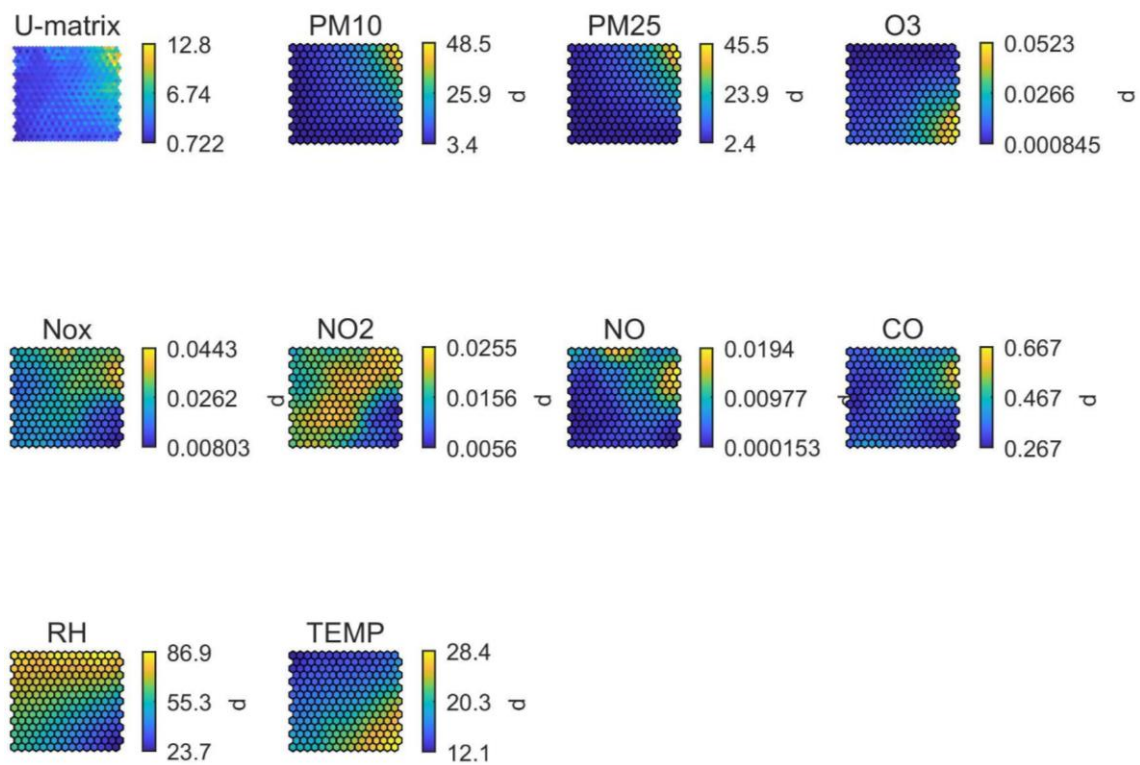 U-matrix
12.8
6.74
0.722
PM10
48.5
25.9
3.4
d
PM25
45.5
23.9
2.4
d
O3
0.0523
0.0266
0.000845
d
Nox
0.0443
0.0262
0.00803
d
NO2
0.0255
0.0156
0.0056
d
NO
0.0194
0.00977
0.000153
d
CO
0.667
0.467
0.267
d
RH
86.9
55.3
23.7
d
TEMP
28.4
20.3
12.1
d